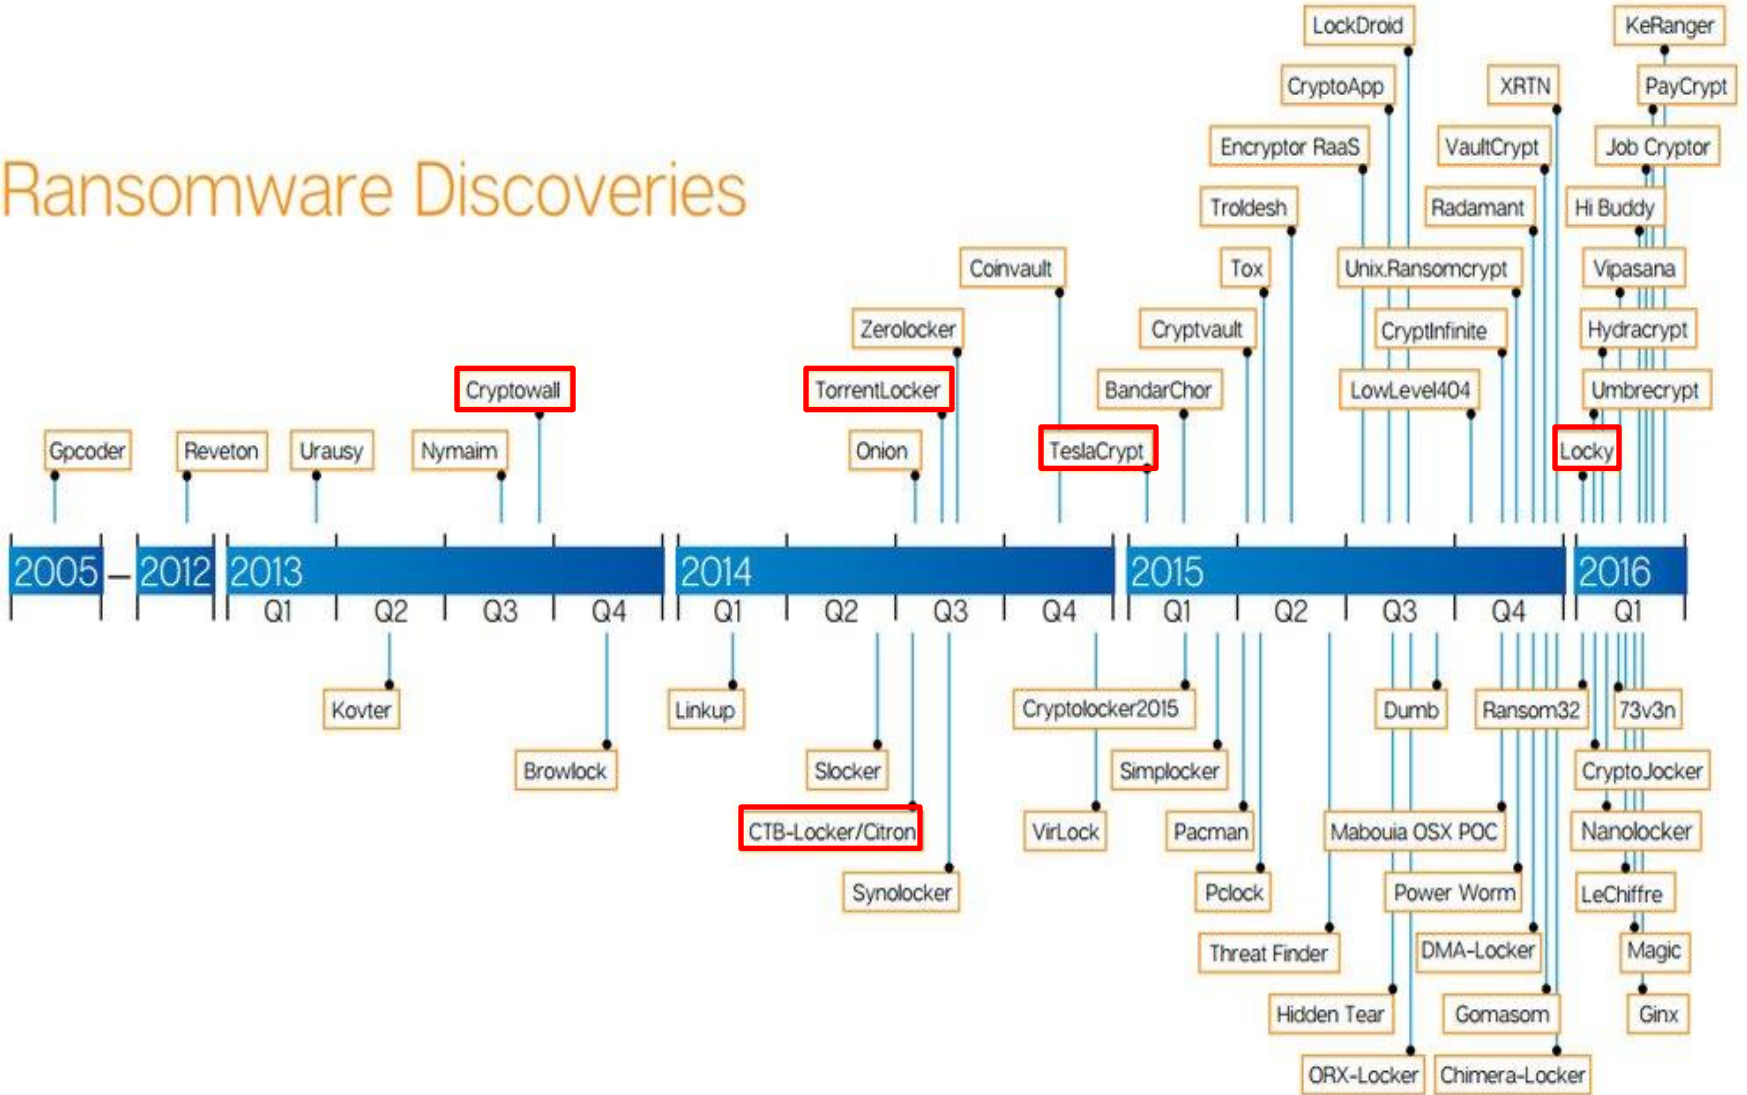 LockDroid
KeRanger
CryptoApp
XRTN
PayCrypt
Encryptor RaaS
VaultCrypt
Job Cryptor
Ransomware Discoveries
Troldesh
Radamant
Hi Buddy
Coinvault
Tox
Unix.Ransomcrypt
Vipasana
Zerolocker
Cryptvault
CryptInfinite
Hydracrypt
Cryptowall
TorrentLocker
BandarChor
LowLevel404
Umbrecrypt
Gpcoder
Reveton
Urausy
Nymaim
Onion
TeslaCrypt
Locky
2005 – 2012 2013 2014 2015 2016
Q1 Q2 Q3 Q4 Q1 Q2 Q3 Q4 Q1 Q2 Q3 Q4 Q1
Kovter
Linkup
Cryptolocker2015
Dumb
Ransom32
73v3n
Browlock
Slocker
Simplocker
CryptoJocker
CTB-Locker/Citron
VirLock
Pacman
Mabouia OSX POC
Nanolocker
Synolocker
Pclock
Power Worm
LeChiffre
Threat Finder
DMA-Locker
Magic
Hidden Tear
Gomasom
Ginx
ORX-Locker
Chimera-Locker